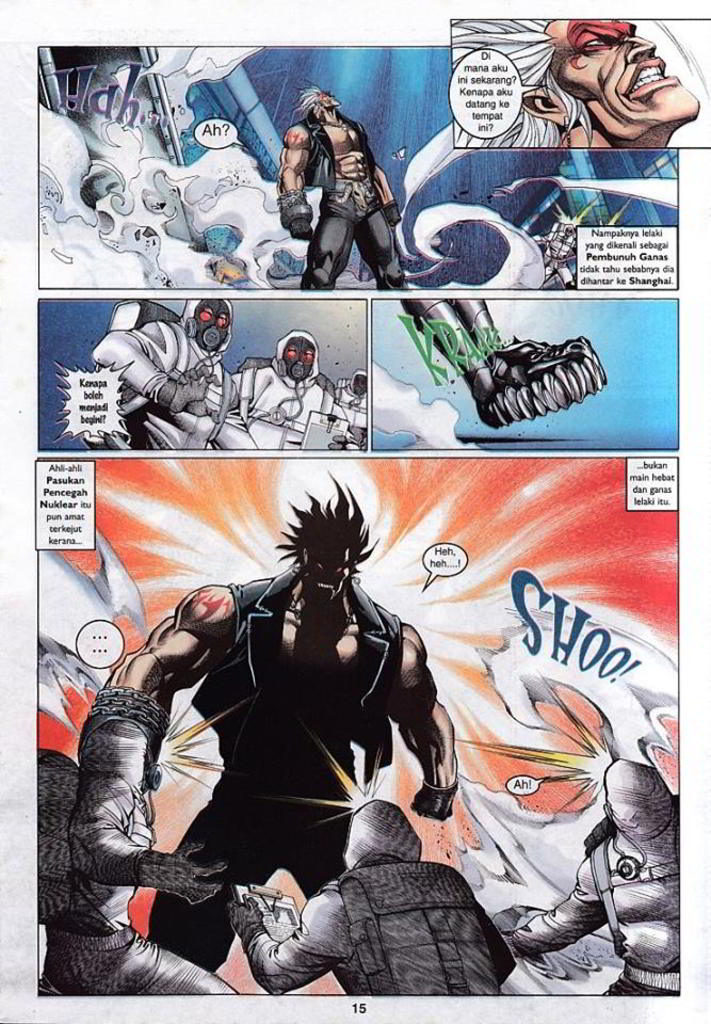 Di
mana aku
ini sekarang?
Kenapa aku
datang ke
tempat
ini?
Hah...
Ah?
Nampaknya lelaki
yang dikenali sebagai
Pembunuh Ganas
tidak tahu sebabnya dia
dihantar ke Shanghai.
Kenapa
boleh
menjadi
begini?
KRAK
Ahli-ahli
Pasukan
Pencegah
Nuklear itu
pun amat
terkejut
kerana...
...bukan
main hebat
dan ganas
lelaki itu.
Heh,
heh....!
SHOO!
...
...
Ah!
15